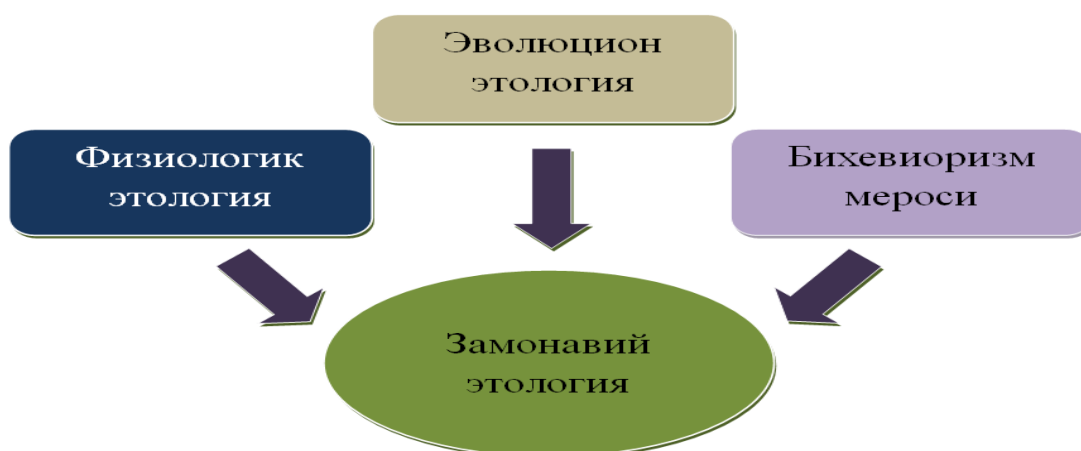 Эволюцион
этология
Физиологик
этология
Бихевиоризм
мероси
Замонавий
этология